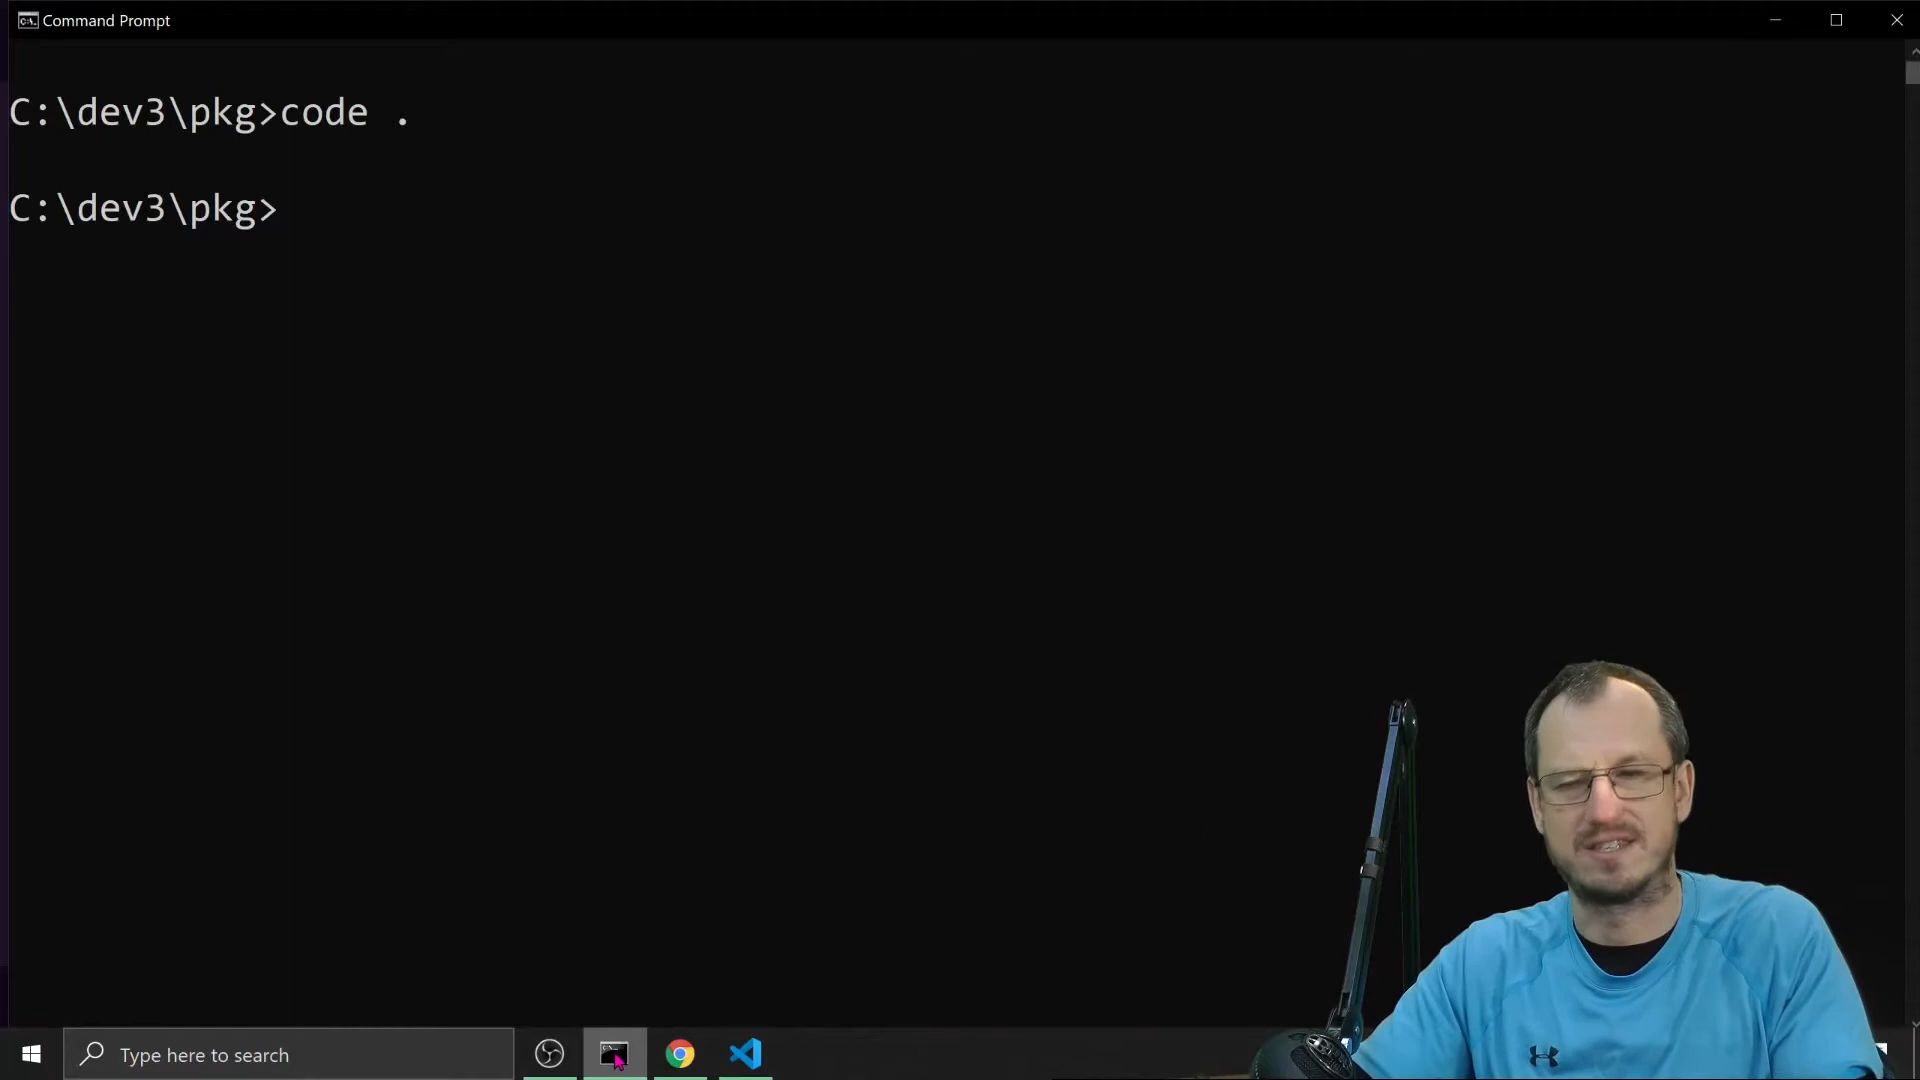 Command Prompt
C:\dev3\pkg>code .
C:\dev3\pkg>
Type here to search